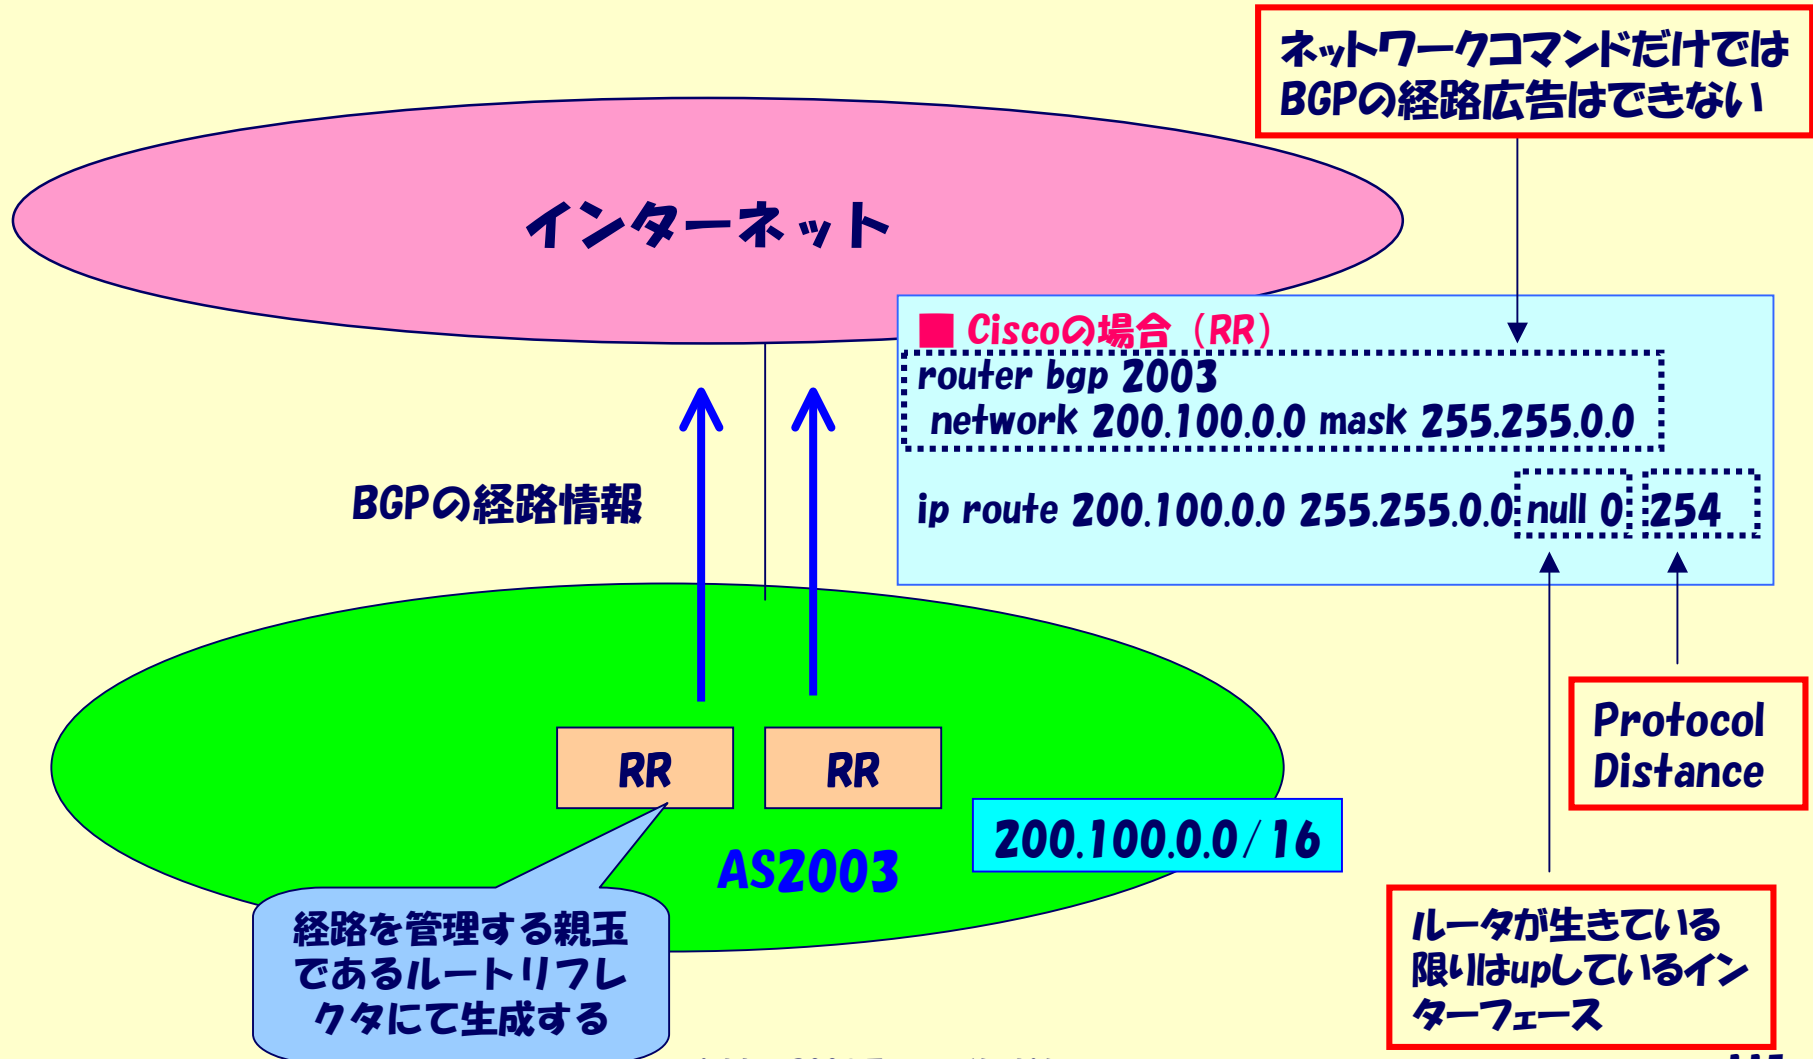 ネットワークコマンドだけでは
BGPの経路広告はできない
インターネット
■ Ciscoの場合（RR）
router bgp 2003
network 200.100.0.0 mask 255.255.0.0
ip route 200.100.0.0 255.255.0.0 null 0 254
BGPの経路情報
Protocol
Distance
RR
RR
200.100.0.0/16
AS2003
経路を管理する親玉
であるルートリフレ
クタにて生成する
ルータが生きている
限りはupしているイン
ターフェース